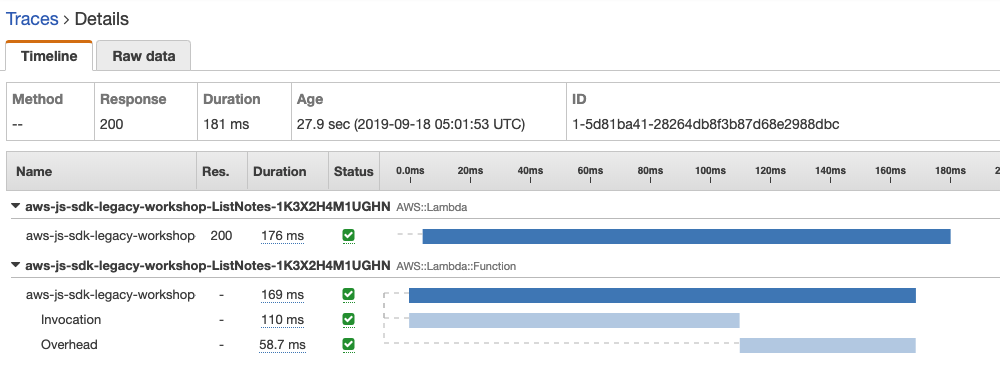 Traces > Details
Timeline Raw data
Method Response Duration Age ID
-- 200 181 ms 27.9 sec (2019-09-18 05:01:53 UTC) 1-5d81ba41-28264db8f3b87d68e2988dbc
Name Res. Duration Status 0.0ms 20ms 40ms 60ms 80ms 100ms 120ms 140ms 160ms 180ms 2
aws-js-sdk-legacy-workshop-ListNotes-1K3X2H4M1UGHN AWS::Lambda
aws-js-sdk-legacy-workshop 200 176 ms
aws-js-sdk-legacy-workshop-ListNotes-1K3X2H4M1UGHN AWS::Lambda::Function
aws-js-sdk-legacy-workshop - 169 ms
Invocation - 110 ms
Overhead - 58.7 ms